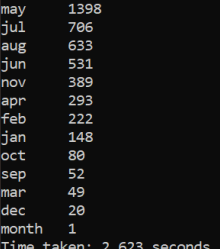 may 1398
jul 706
aug 633
jun 531
nov 389
apr 293
feb 222
jan 148
oct 80
sep 52
mar 49
dec 20
month 1
Time taken: 2.623 seconds